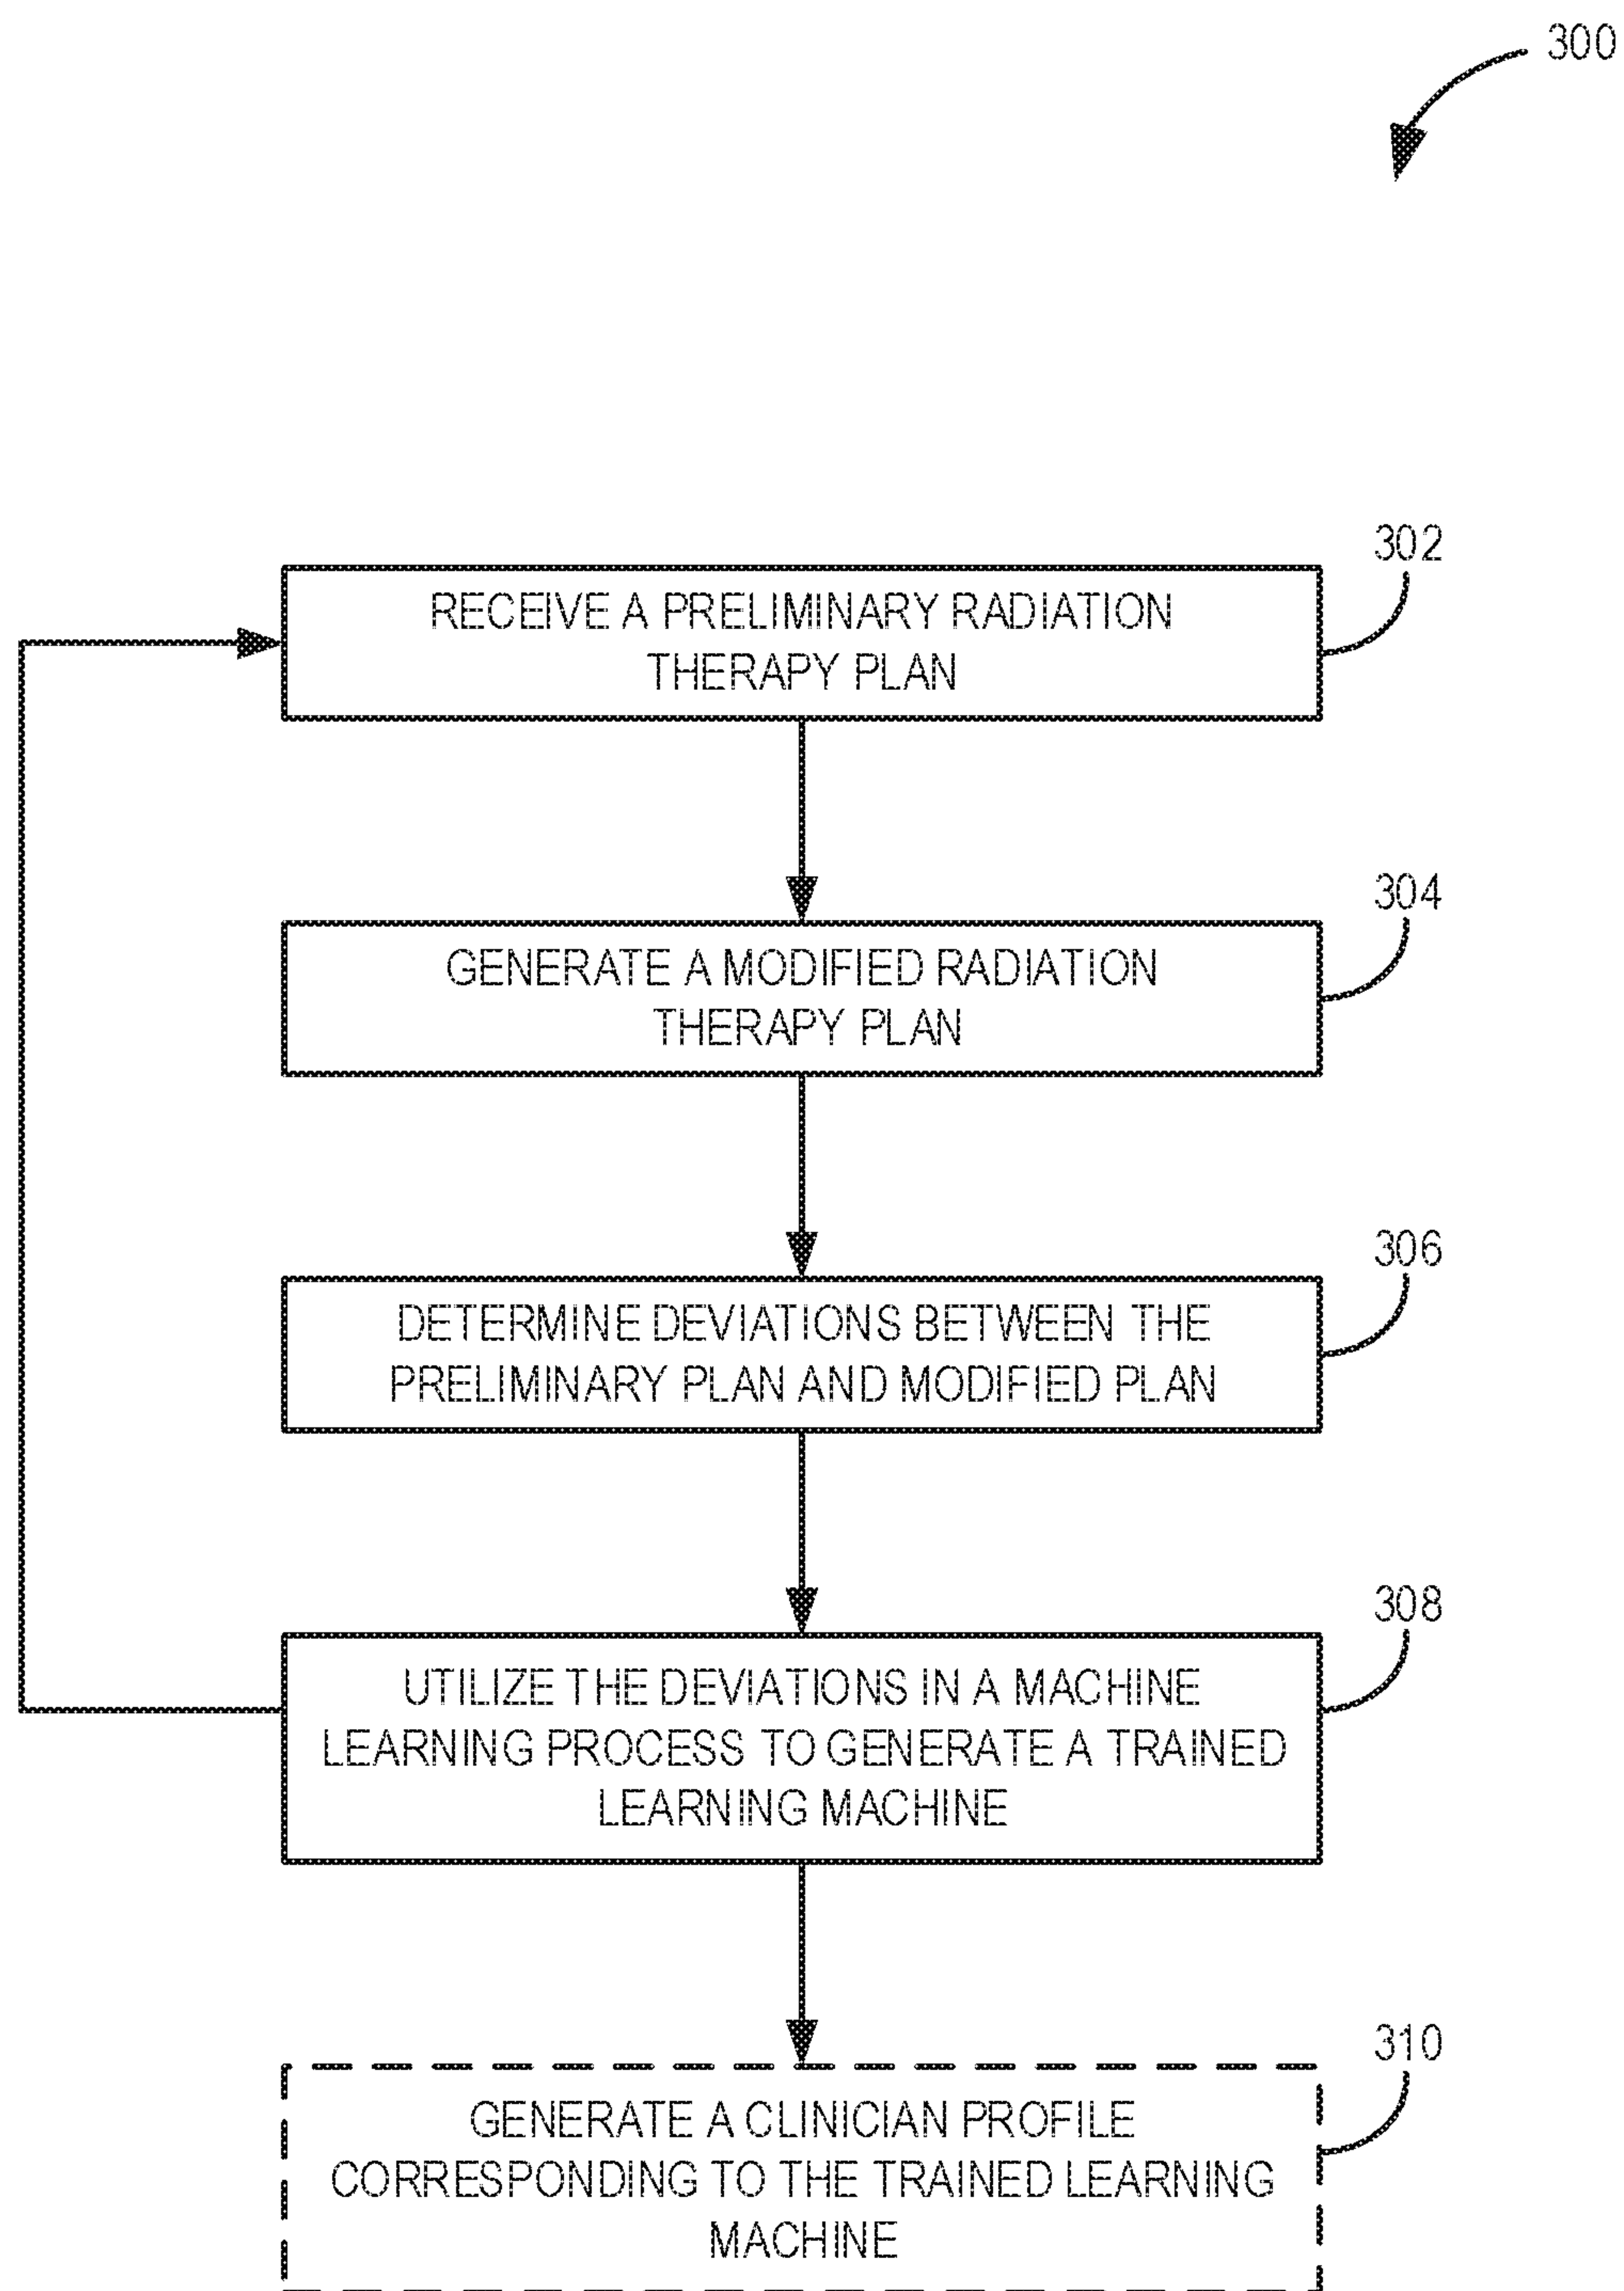 300
302
RECEIVE A PRELIMINARY RADIATION
THERAPY PLAN
304
GENERATE A MODIFIED RADIATION
THERAPY PLAN
306
DETERMINE DEVIATIONS BETWEEN THE
PRELIMINARY PLAN AND MODIFIED PLAN
308
UTILIZE THE DEVIATIONS IN A MACHINE
LEARNING PROCESS TO GENERATE A TRAINED
LEARNING MACHINE
310
GENERATE A CLINICIAN PROFILE
CORRESPONDING TO THE TRAINED LEARNING
MACHINE